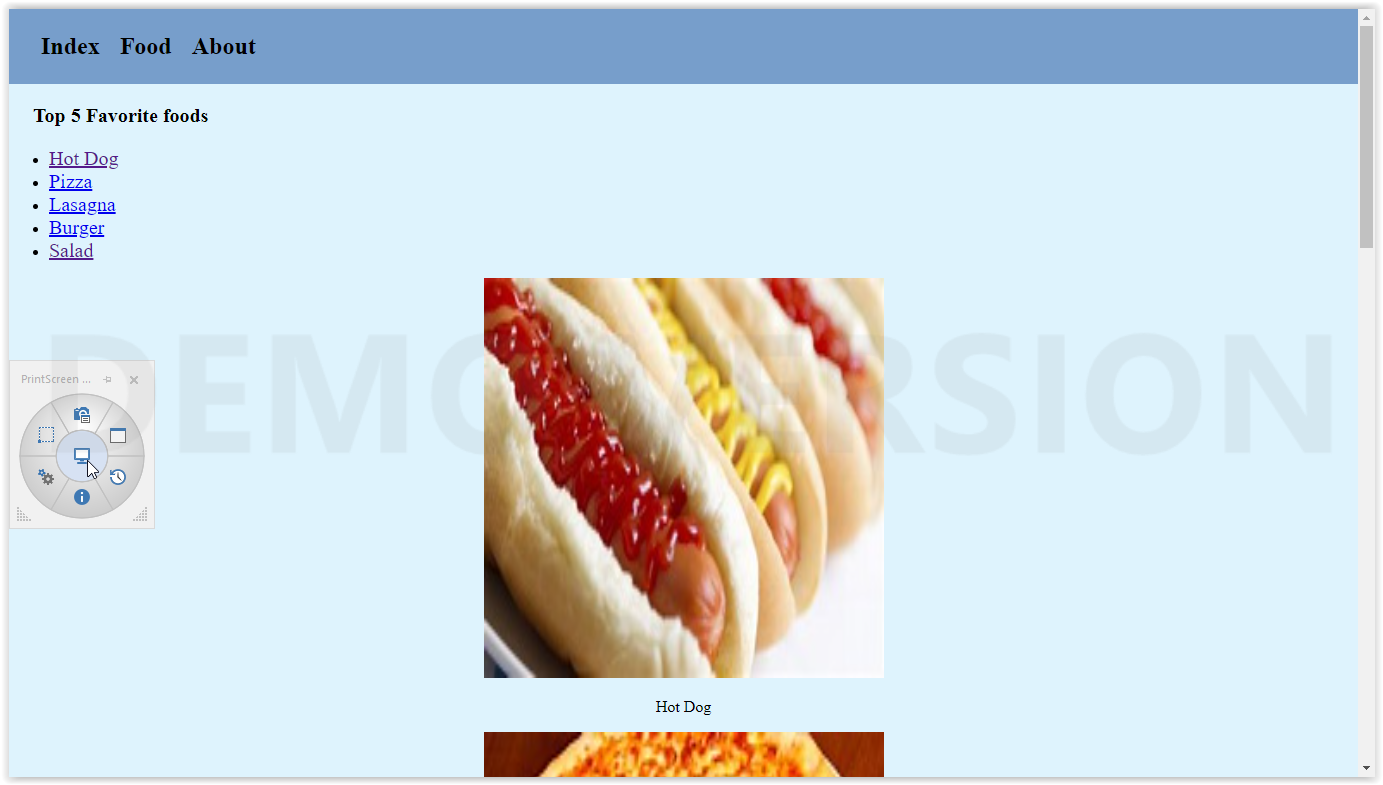 Index Food About
Top 5 Favorite foods
Hot Dog
Pizza
Lasagna
Burger
Salad
DEMO VERSION
PrintScreen ...
Hot Dog